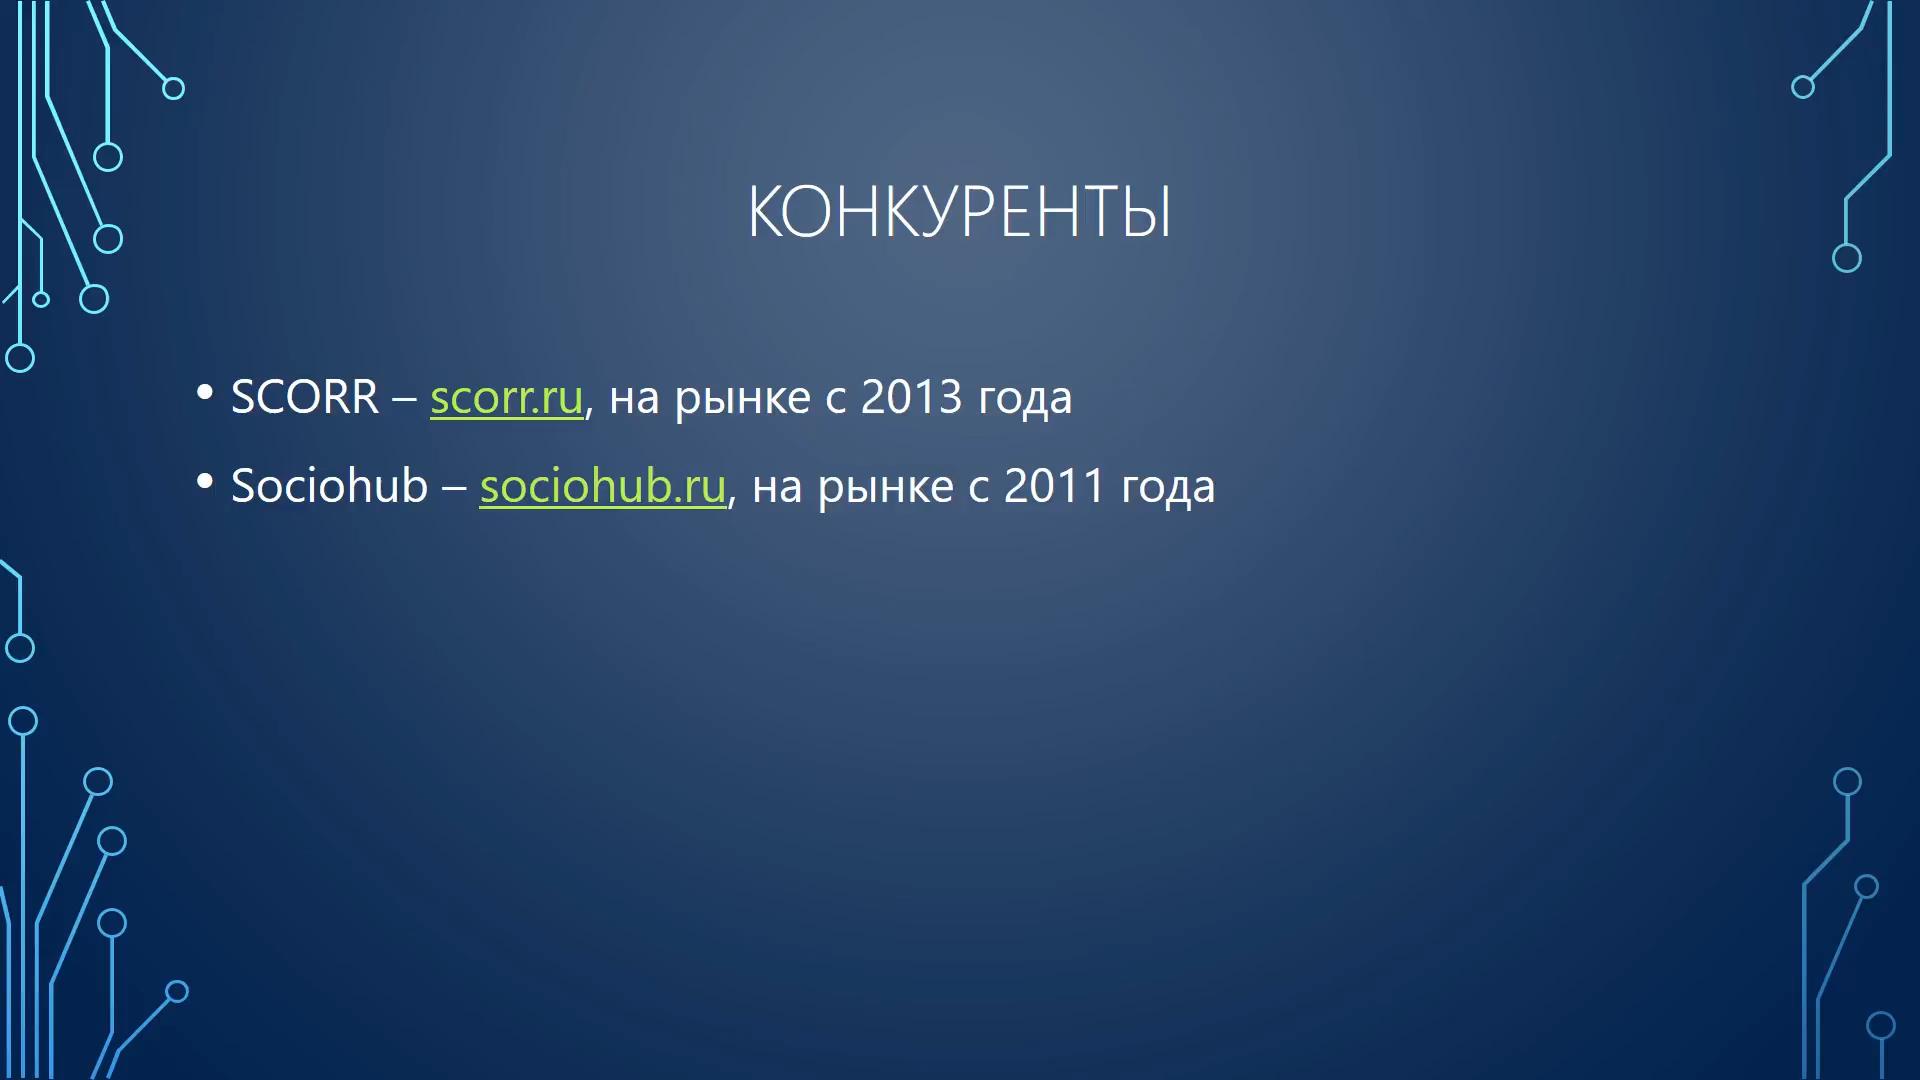 КОНКУРЕНТЫ
• SCORR – scorr.ru, на рынке с 2013 года
• Sociohub – sociohub.ru, на рынке с 2011 года